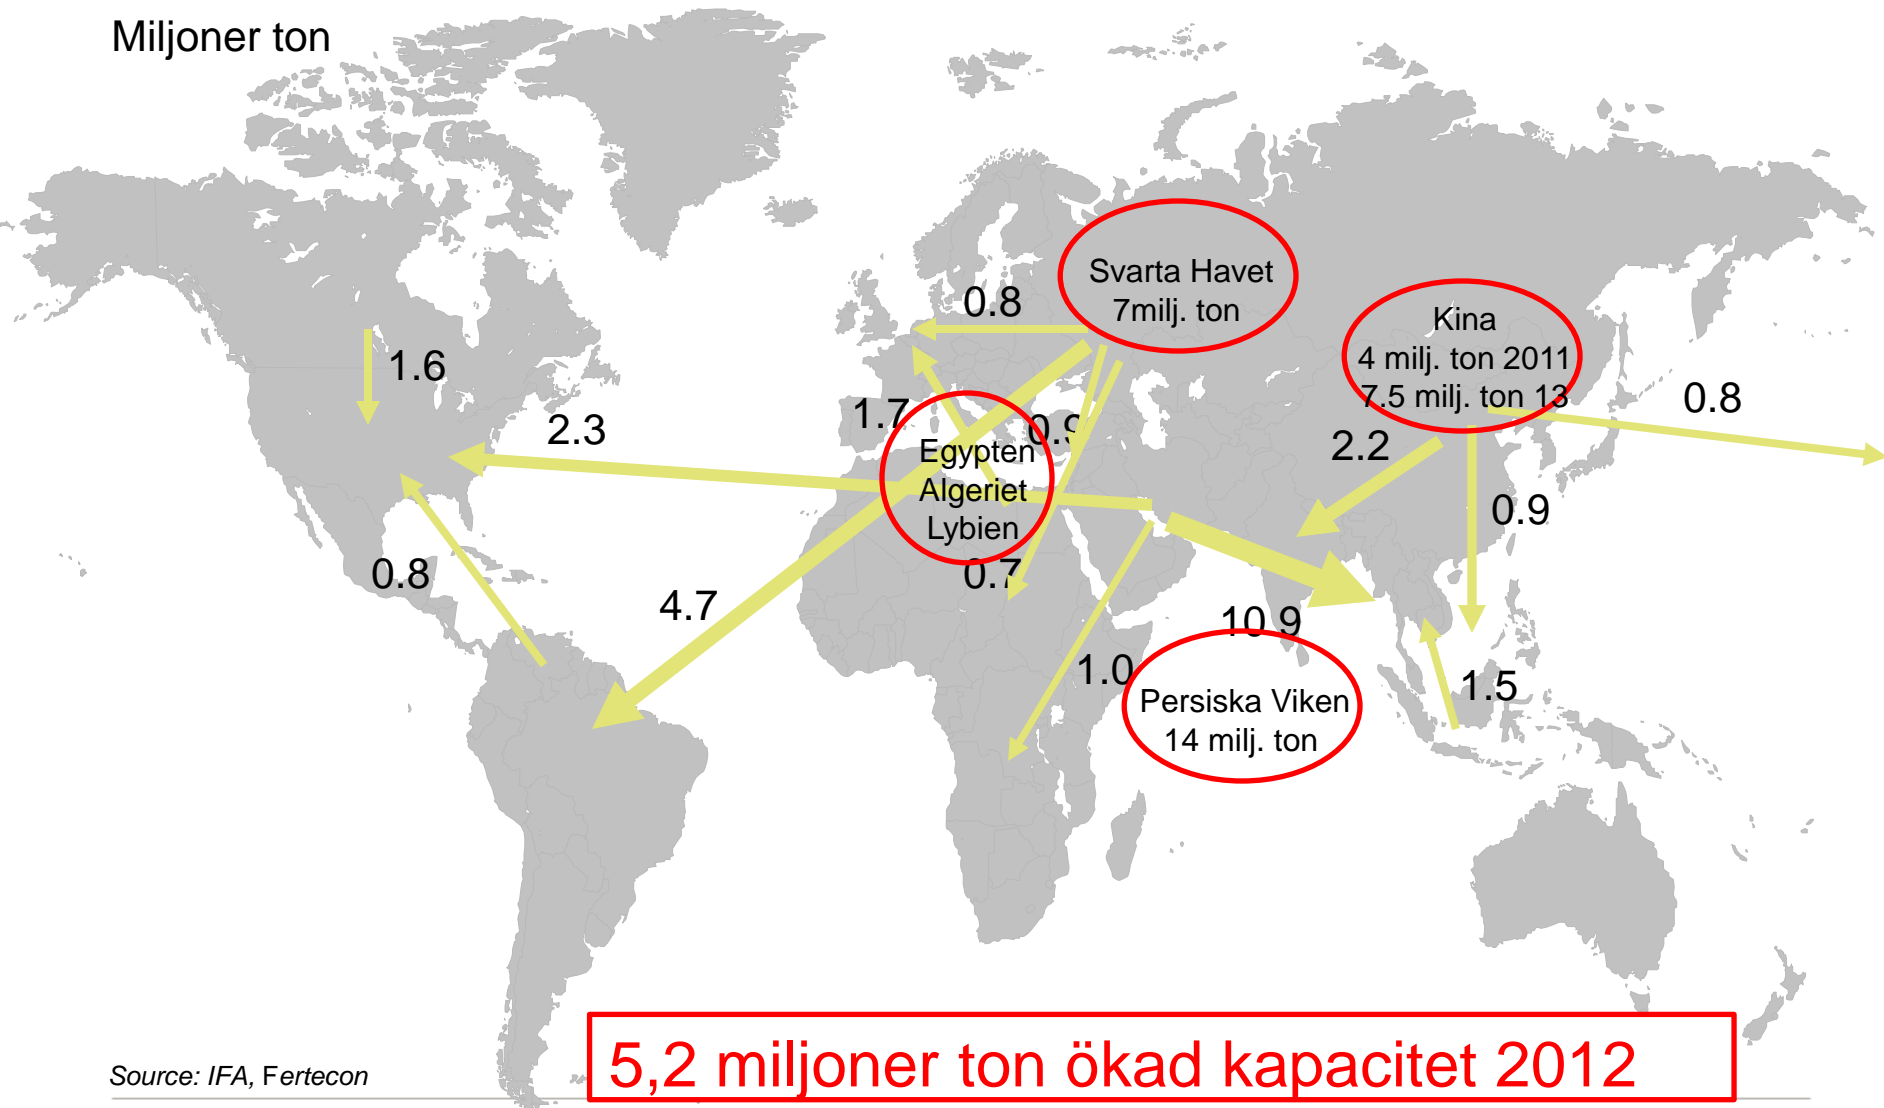 Miljoner ton
Svarta Havet
7milj. ton
0.8
Kina
4 milj. ton 2011
7.5 milj. ton 13
1.6
0.8
2.3
1.7
0.9
2.2
Egypten
Algeriet
Lybien
0.9
0.8
0.7
4.7
10.9
1.0
1.5
Persiska Viken
14 milj. ton
5,2 miljoner ton ökad kapacitet 2012
Source: IFA, Fertecon